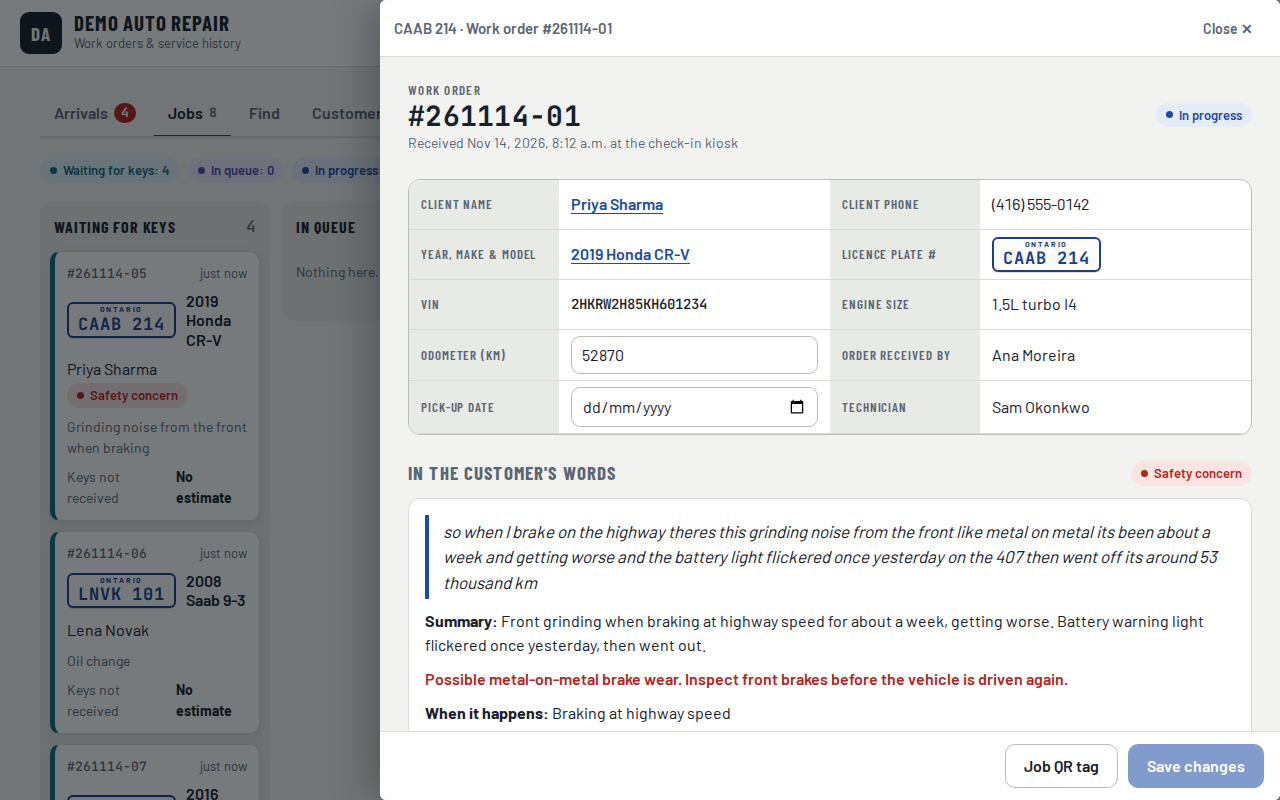 DA
DEMO AUTO REPAIR
Work orders & service history
Arrivals 4 Jobs 8 Find Customer
Waiting for keys: 4 In queue: 0 In progress:
WAITING FOR KEYS 4
#261114-05 just now
ONTARIO
CAAB 214
2019
Honda
CR-V
Priya Sharma
Safety concern
Grinding noise from the front
when braking
Keys not
received
No
estimate
#261114-06 just now
ONTARIO
LNVK 101
2008
Saab 9-3
Lena Novak
Oil change
Keys not
received
No
estimate
#261114-07 just now
2016
IN QUEUE
Nothing here.
CAAB 214 · Work order #261114-01
Close ✕
WORK ORDER
#261114-01
Received Nov 14, 2026, 8:12 a.m. at the check-in kiosk
In progress
CLIENT NAME Priya Sharma CLIENT PHONE (416) 555-0142
YEAR, MAKE & MODEL 2019 Honda CR-V LICENCE PLATE # ONTARIO CAAB 214
VIN 2HKRW2H85KH601234 ENGINE SIZE 1.5L turbo I4
ODOMETER (KM) 52870 ORDER RECEIVED BY Ana Moreira
PICK-UP DATE dd/mm/yyyy TECHNICIAN Sam Okonkwo
IN THE CUSTOMER'S WORDS
Safety concern
so when I brake on the highway theres this grinding noise from the front like metal on metal its been about a
week and getting worse and the battery light flickered once yesterday on the 407 then went off its around 53
thousand km
Summary: Front grinding when braking at highway speed for about a week, getting worse. Battery warning light
flickered once yesterday, then went out.
Possible metal-on-metal brake wear. Inspect front brakes before the vehicle is driven again.
When it happens: Braking at highway speed
Job QR tag
Save changes